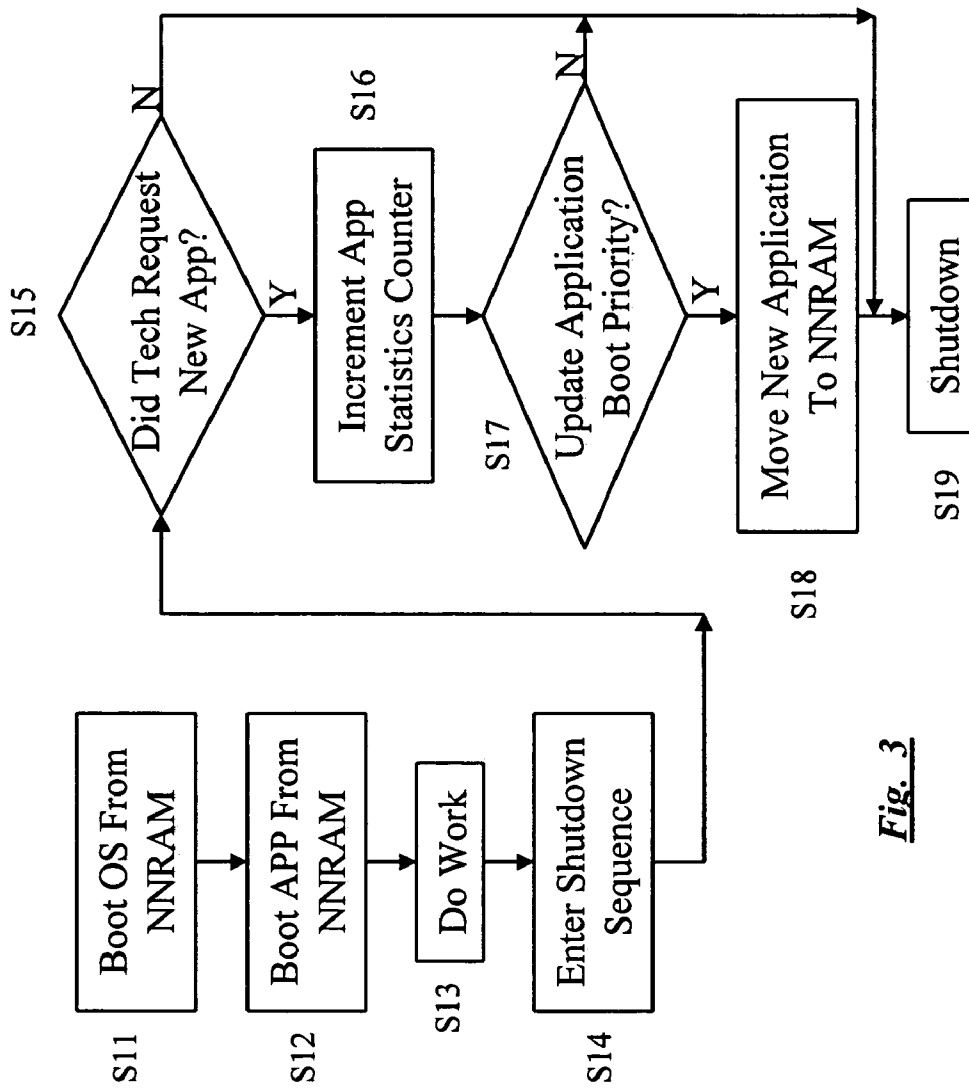 S11
Boot OS From
NNRAM
S12
Boot APP From
NNRAM
S13
Do Work
S14
Enter Shutdown
Sequence
S15
Did Tech Request
New App?
N
Y
S16
Increment App
Statistics Counter
S17
Update Application
Boot Priority?
N
Y
S18
Move New Application
To NNRAM
S19
Shutdown
Fig. 3